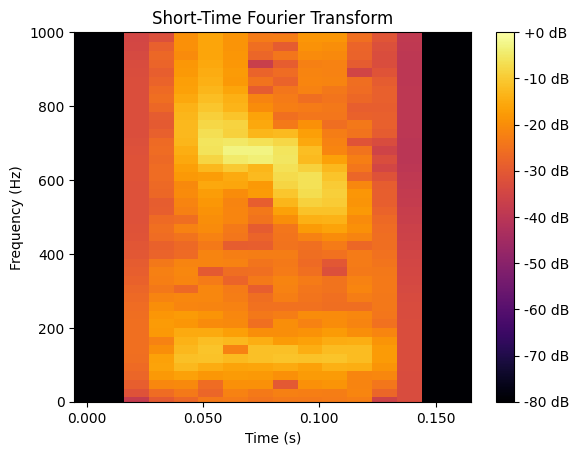 Short-Time Fourier Transform
1000
800
600
400
200
0
Frequency (Hz)
0.000
0.050
0.100
0.150
Time (s)
+0 dB
-10 dB
-20 dB
-30 dB
-40 dB
-50 dB
-60 dB
-70 dB
-80 dB